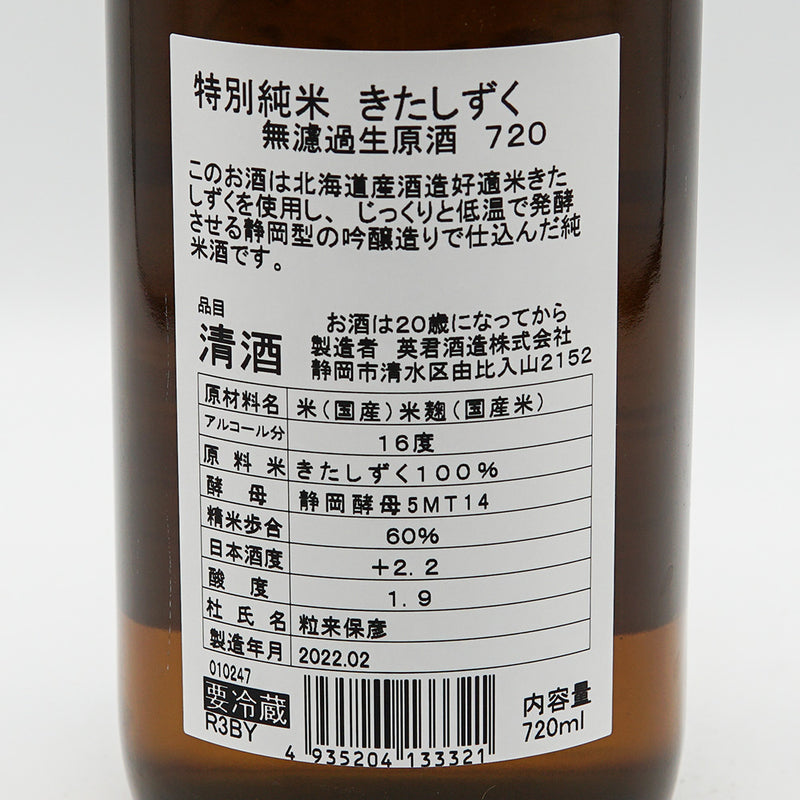 特別純米 きたしずく
無濾過生原酒 720
このお酒は北海道産酒造好適米きた
しずくを使用し、じっくりと低温で発酵
させる静岡型の吟醸造りで仕込んだ純
米酒です。
品目
清酒
お酒は20歳になってから
製造者 英君酒造株式会社
静岡市清水区由比入山2152
原材料名 米(国産)米麹(国産米)
アルコール分 16度
原料米 きたしずく100%
酵母 静岡酵母5MT14
精米歩合 60%
日本酒度 +2.2
酸度 1.9
杜氏名 粒来保彦
製造年月 2022.02
010247
要冷蔵
R3BY
4 935204 133321
内容量
720ml